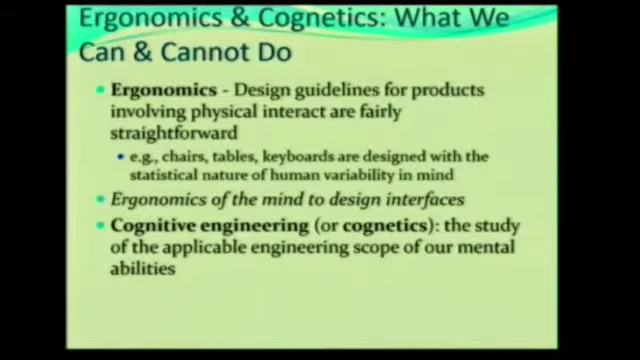 Ergonomics & Cognetics: What We
Can & Cannot Do
Ergonomics - Design guidelines for products
involving physical interact are fairly
straightforward
e.g., chairs, tables, keyboards are designed with the
statistical nature of human variability in mind
Ergonomics of the mind to design interfaces
Cognitive engineering (or cognetics): the study
of the applicable engineering scope of our mental
abilities